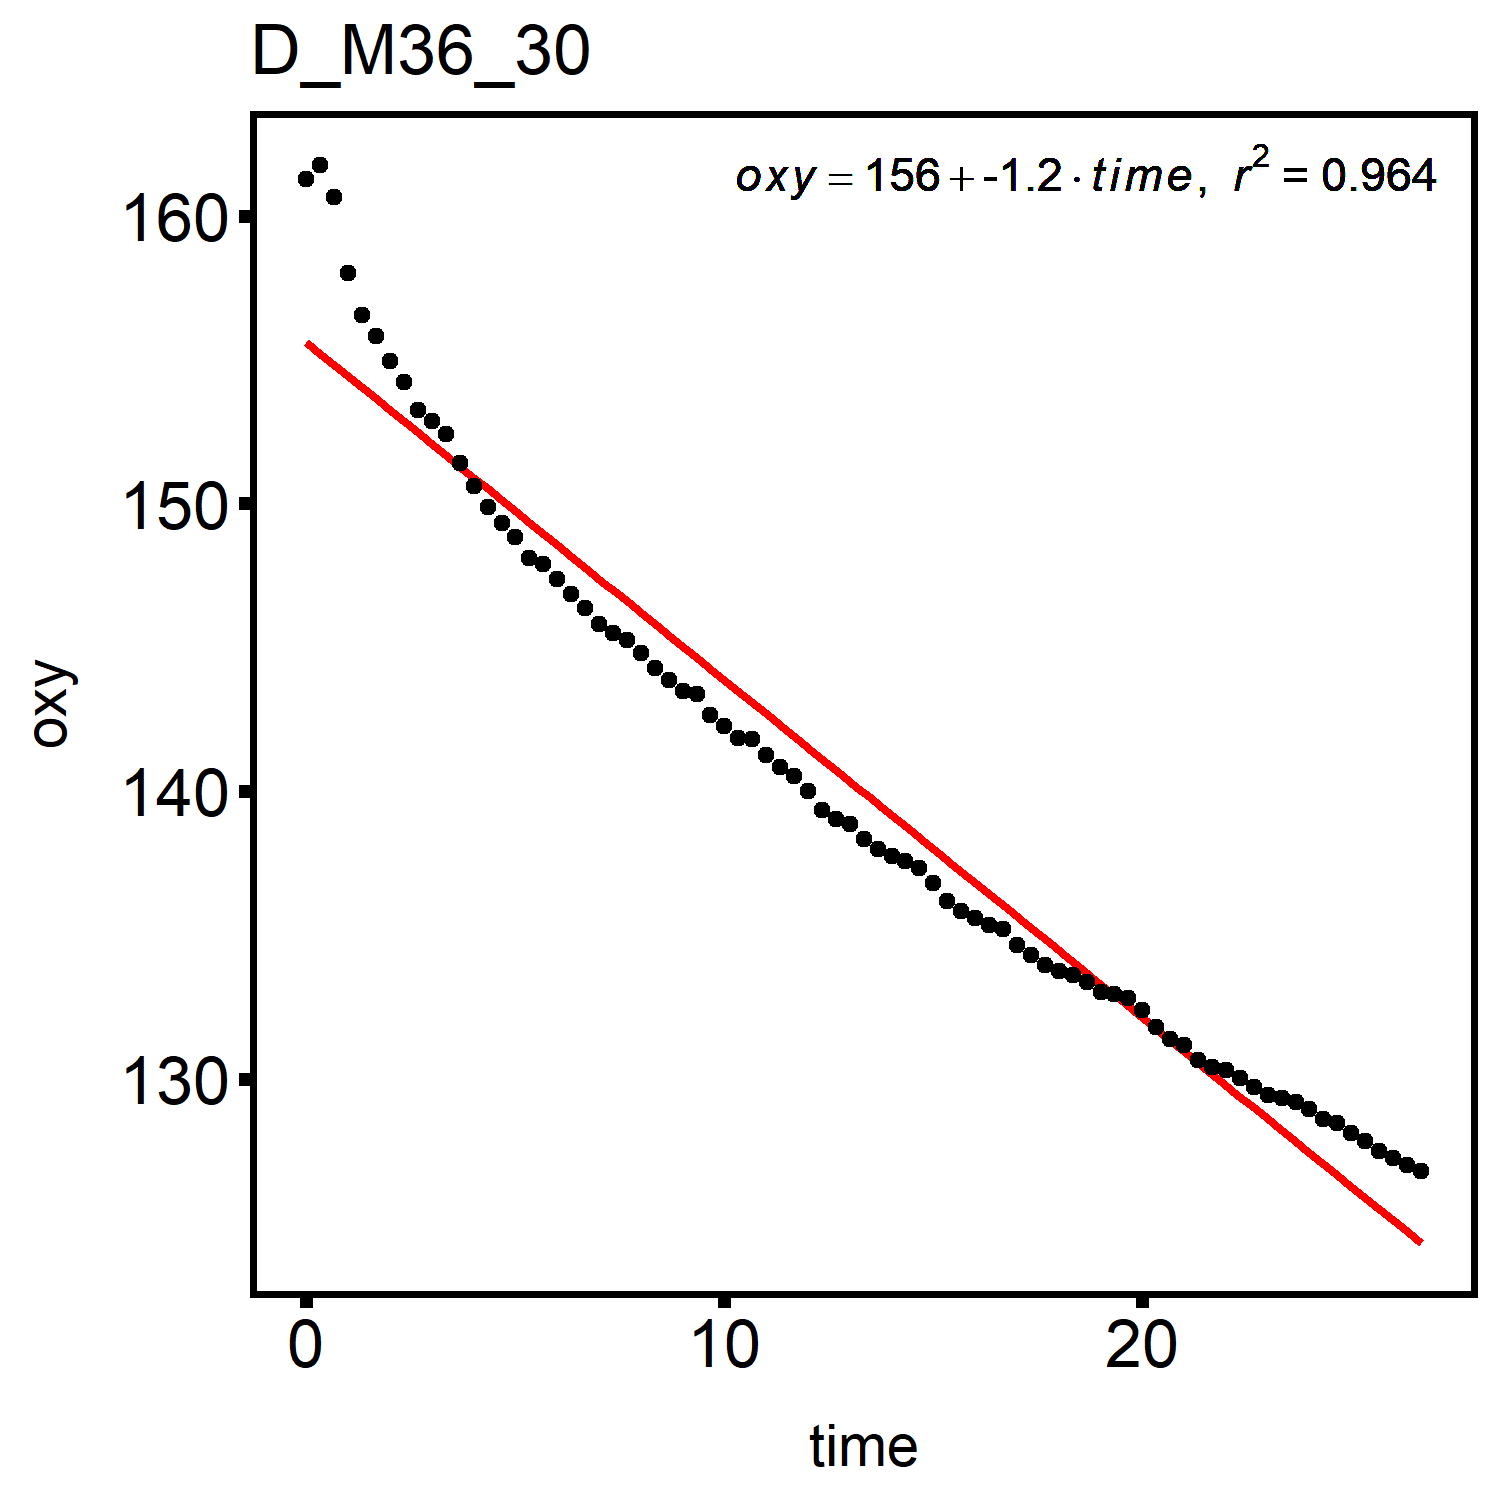 D_M36_30
oxy = 156 + -1.2 · time, r² = 0.964
160
150
140
130
oxy
0 10 20
time